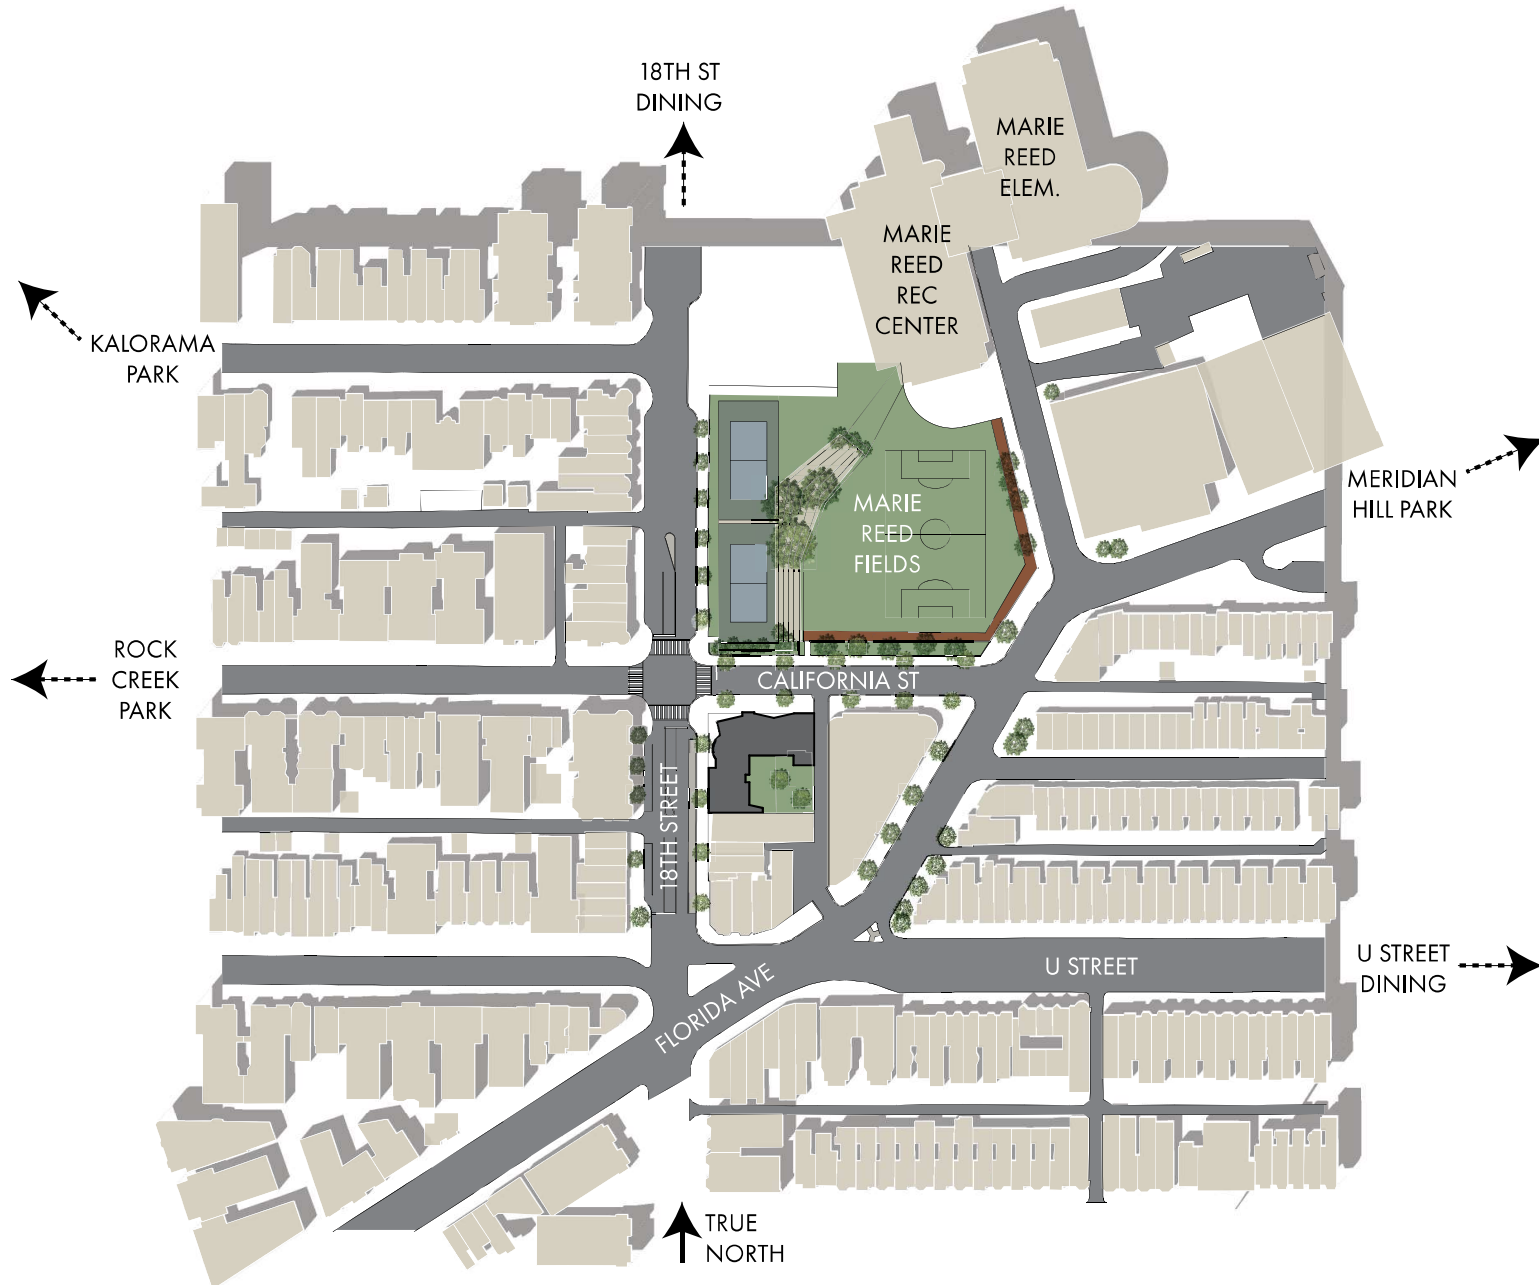 18TH ST
DINING
MARIE
REED
ELEM.
MARIE
REED
REC
CENTER
KALORAMA
PARK
MERIDIAN
HILL PARK
MARIE
REED
FIELDS
ROCK
CREEK
PARK
CALIFORNIA ST
18TH STREET
U STREET
U STREET
DINING
FLORIDA AVE
TRUE
NORTH